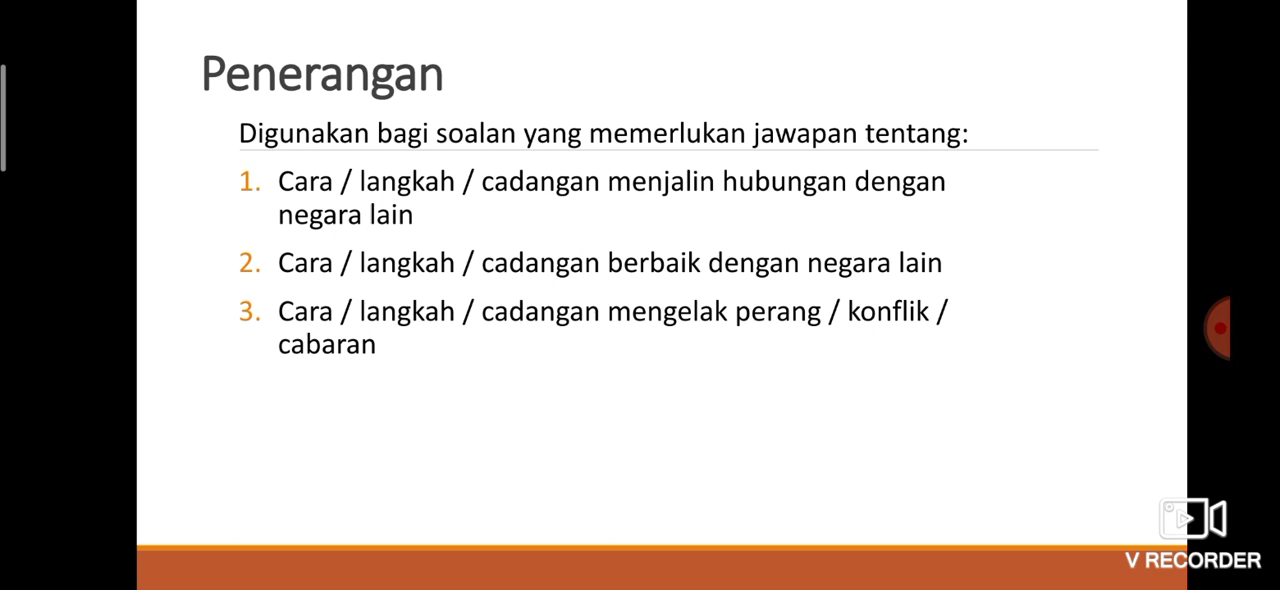 Penerangan
Digunakan bagi soalan yang memerlukan jawapan tentang:
1. Cara / langkah / cadangan menjalin hubungan dengan
negara lain
2. Cara / langkah / cadangan berbaik dengan negara lain
3. Cara / langkah / cadangan mengelak perang / konflik /
cabaran
V RECORDER